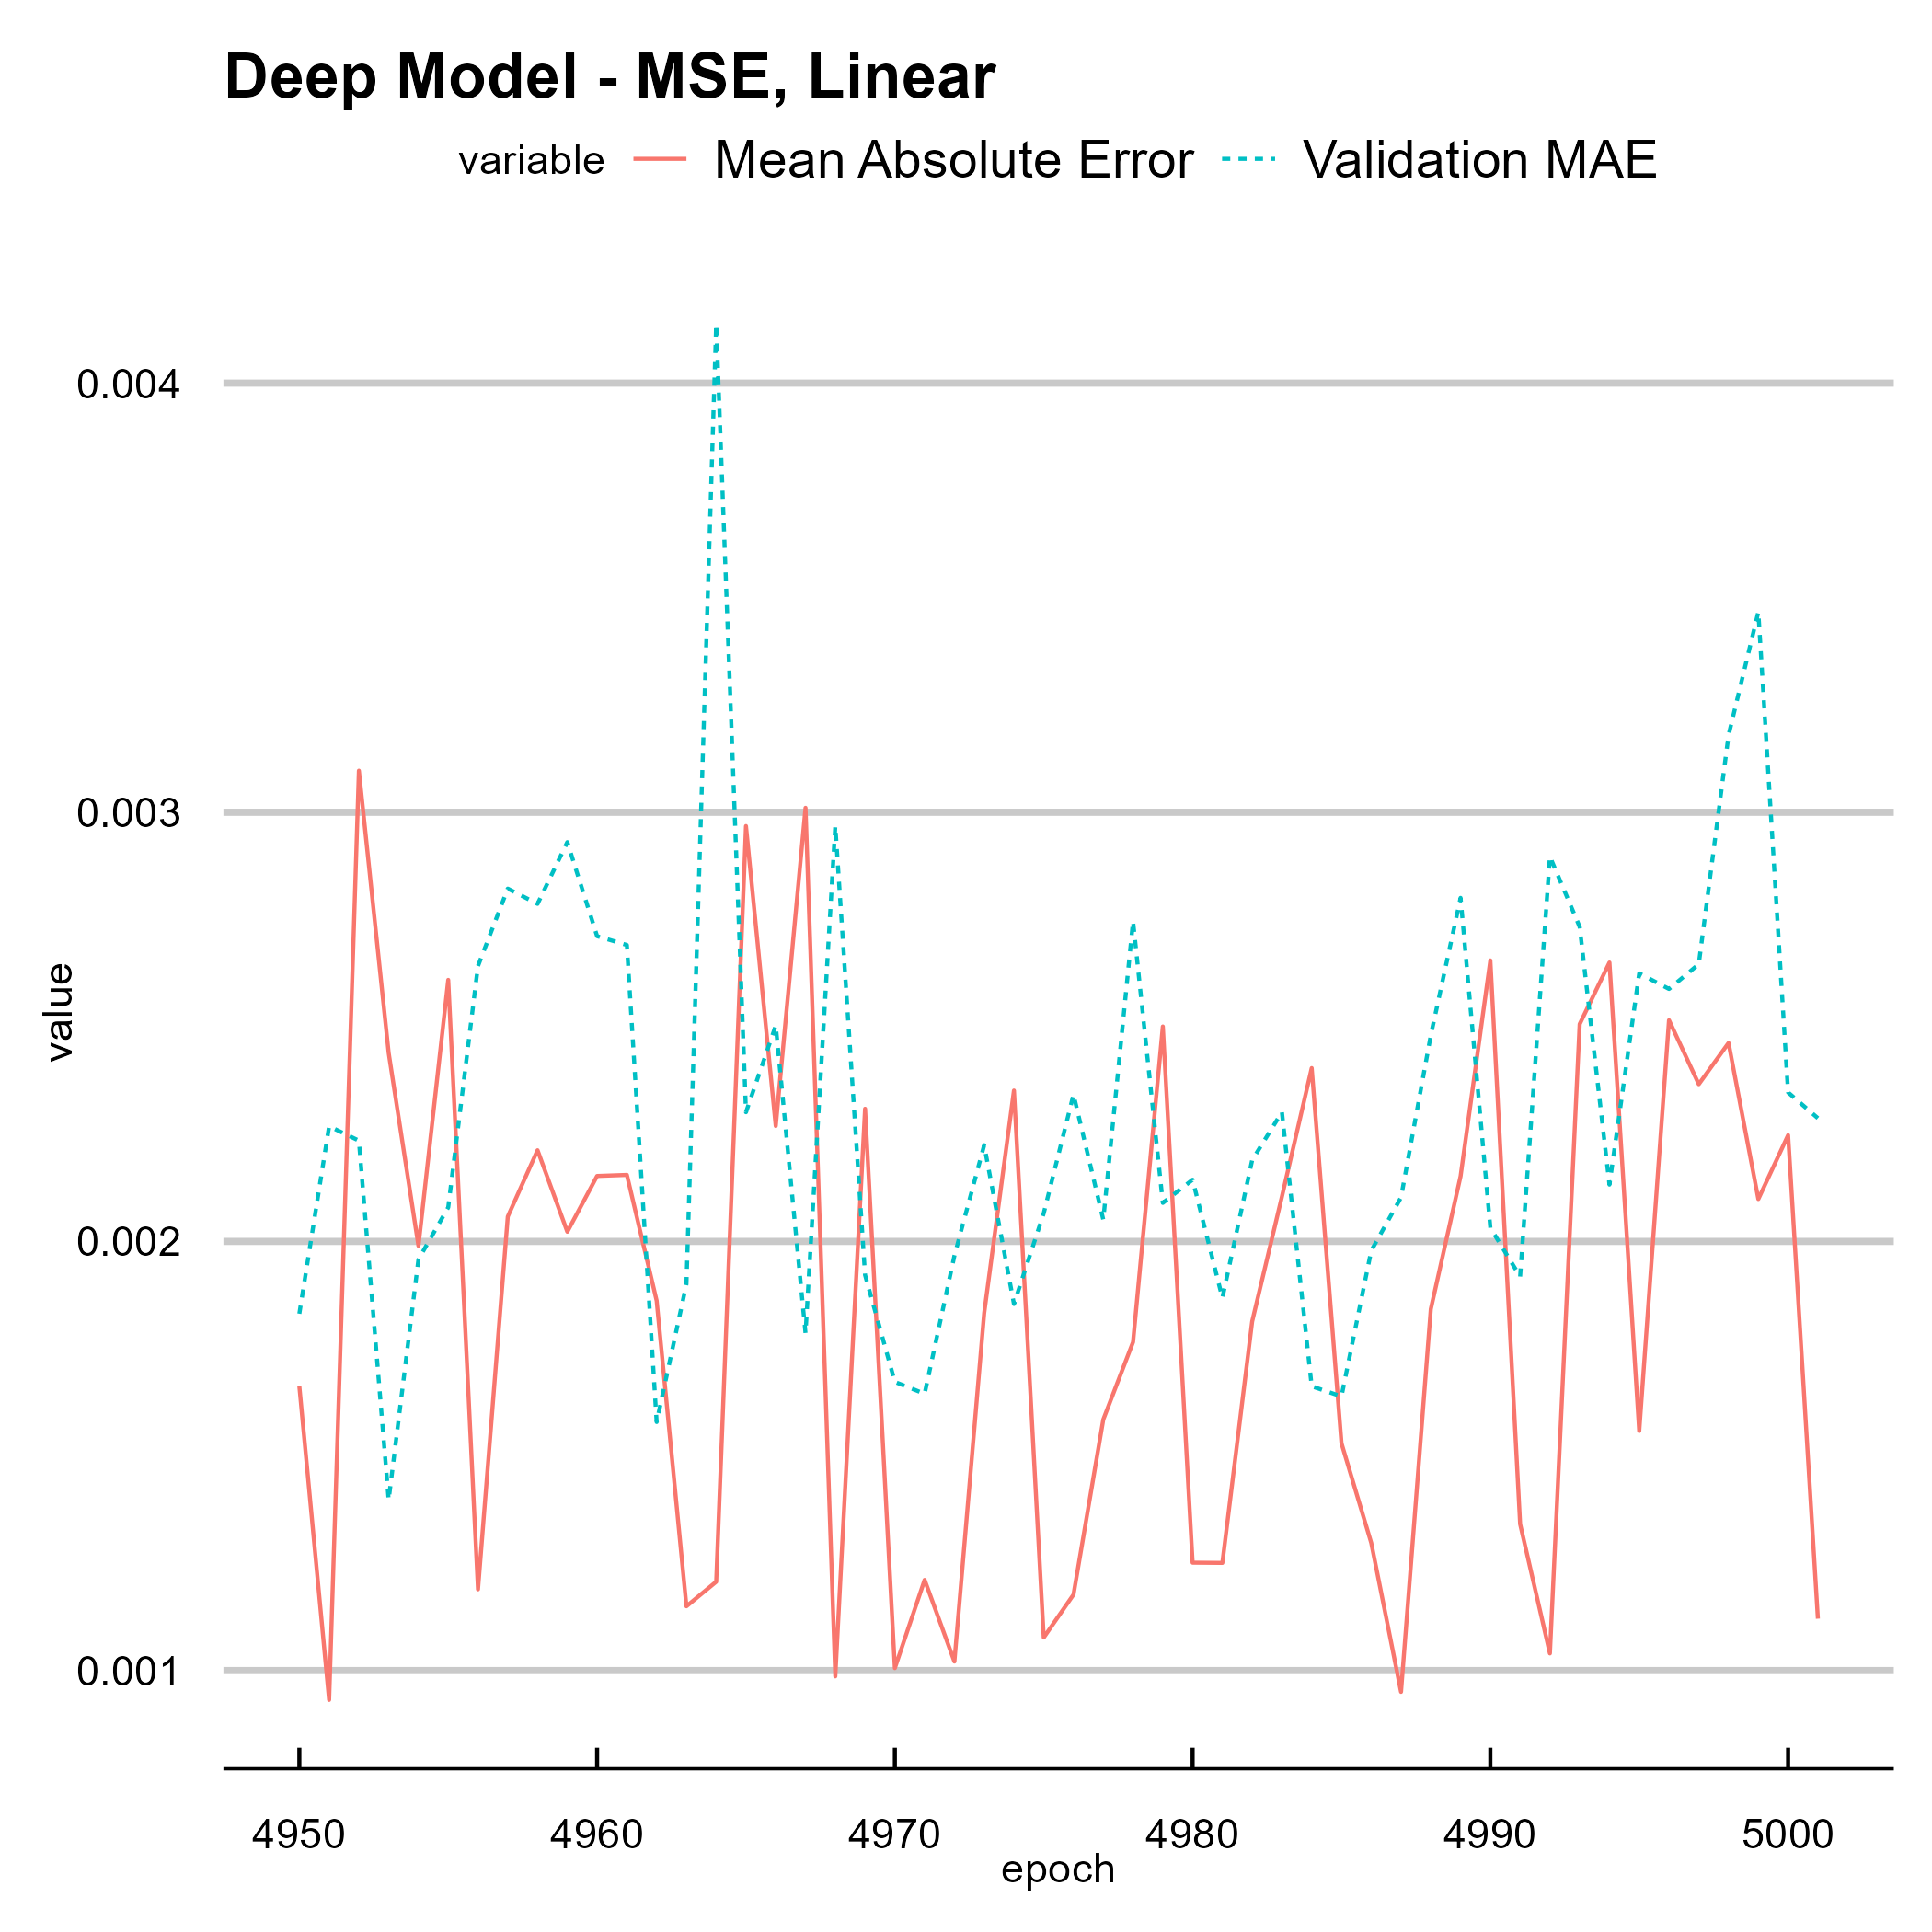 Deep Model - MSE, Linear
variable Mean Absolute Error Validation MAE
0.004
0.003
value
0.002
0.001
4950 4960 4970 4980 4990 5000
epoch